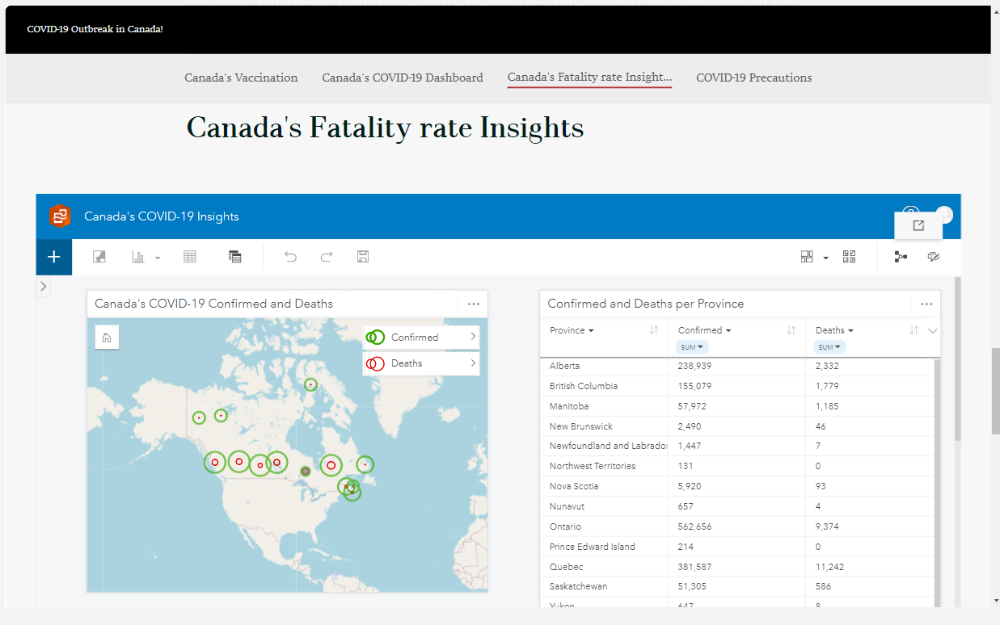 COVID-19 Outbreak in Canada!
Canada's Vaccination Canada's COVID-19 Dashboard Canada's Fatality rate Insight... COVID-19 Precautions
Canada's Fatality rate Insights
Canada's COVID-19 Insights
Canada's COVID-19 Confirmed and Deaths
Confirmed
Deaths
Confirmed and Deaths per Province
Province Confirmed Deaths
SUM SUM
Alberta 238,939 2,332
British Columbia 155,079 1,779
Manitoba 57,972 1,185
New Brunswick 2,490 46
Newfoundland and Labrador 1,447 7
Northwest Territories 131 0
Nova Scotia 5,920 93
Nunavut 657 4
Ontario 562,656 9,374
Prince Edward Island 214 0
Quebec 381,587 11,242
Saskatchewan 51,305 586
Yukon 647 8